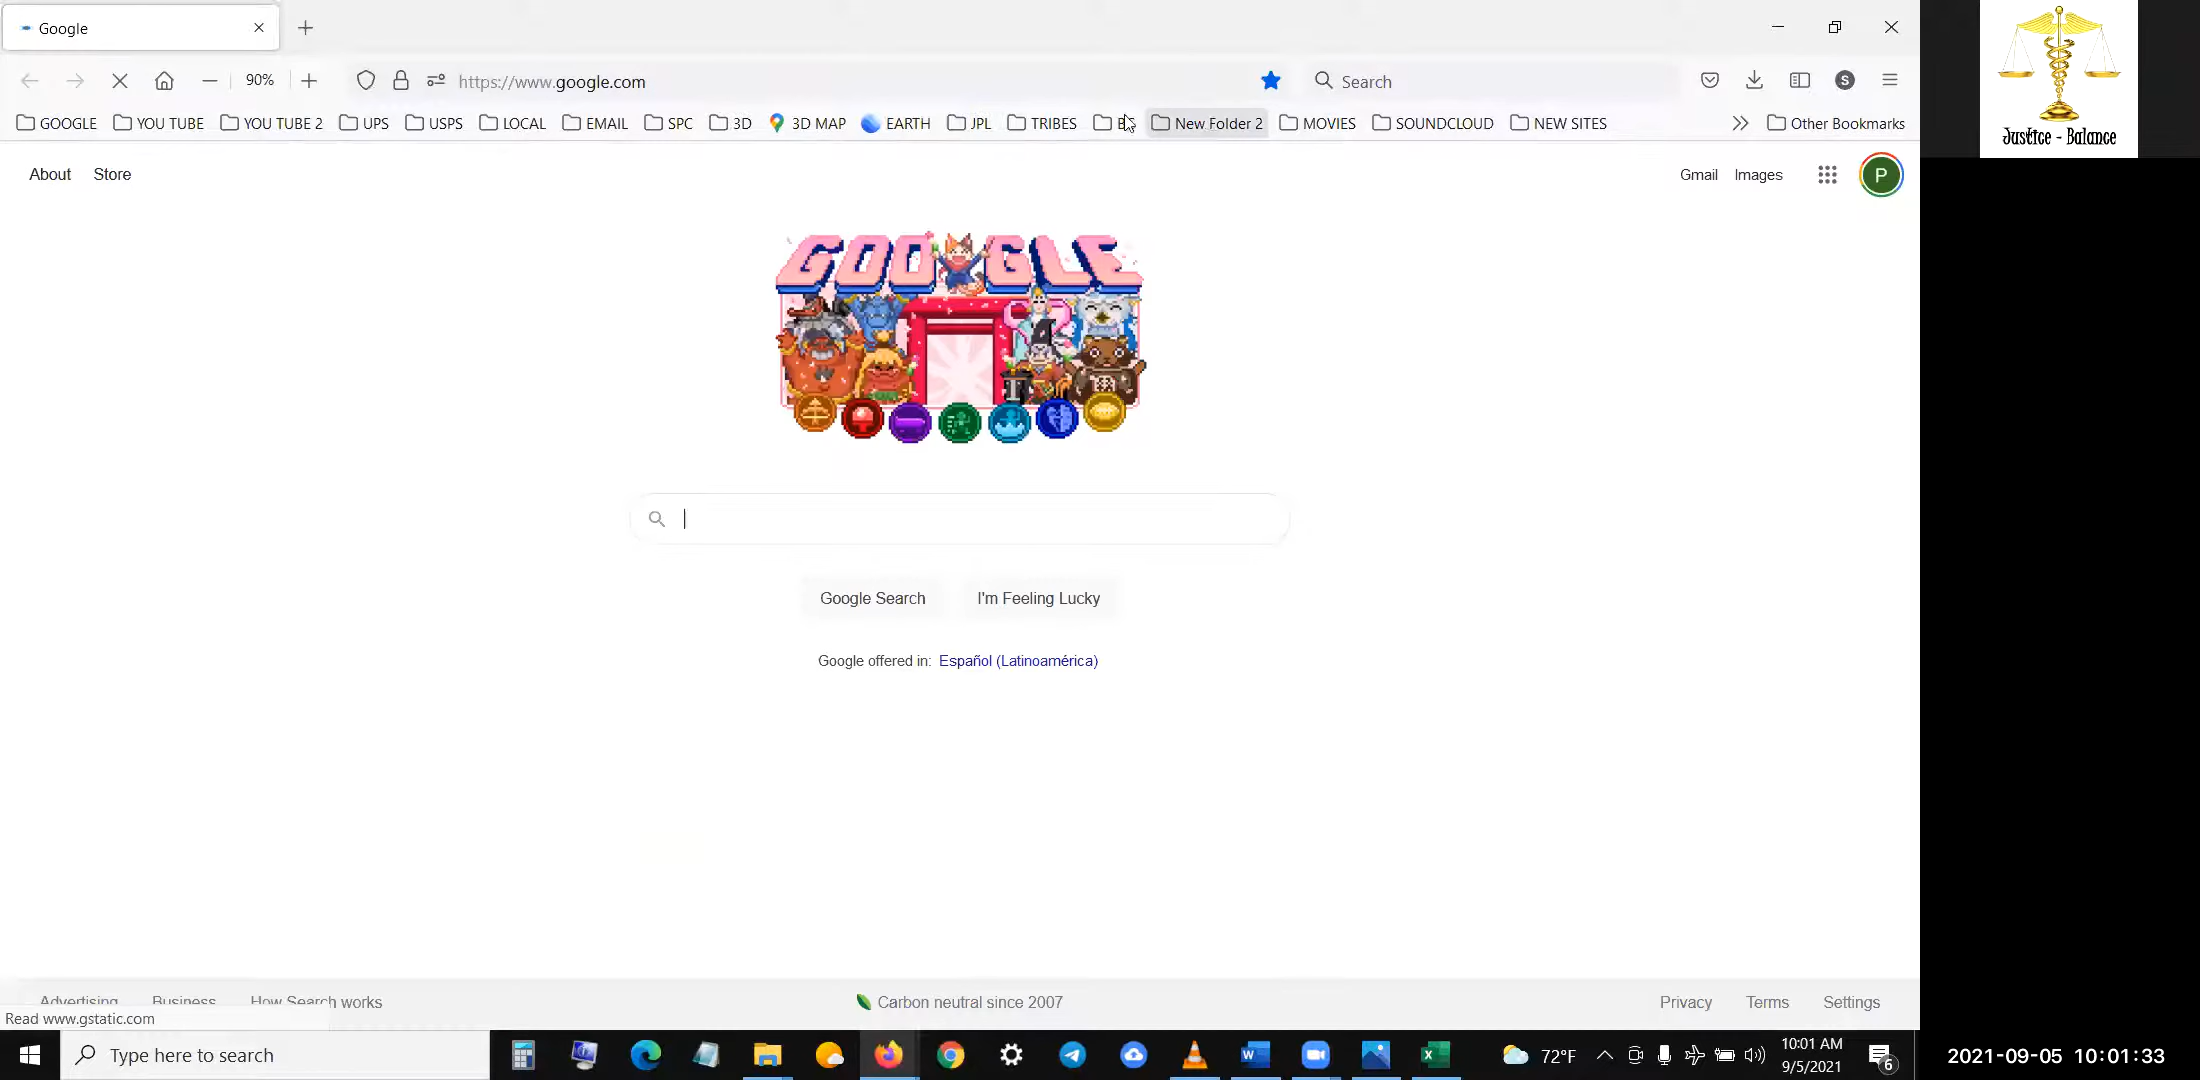 Google
90%
https://www.google.com
Search
S
GOOGLE YOU TUBE YOU TUBE 2 UPS USPS LOCAL EMAIL SPC 3D 3D MAP EARTH JPL TRIBES New Folder 2 MOVIES SOUNDCLOUD NEW SITES Other Bookmarks
Justice - Balance
About Store
Gmail Images
P
GOOGLE
Google Search I'm Feeling Lucky
Google offered in: Español (Latinoamérica)
Advertising Business How Search works
Carbon neutral since 2007
Privacy Terms Settings
Read www.gstatic.com
Type here to search
72°F
10:01 AM
9/5/2021
6
2021-09-05 10:01:33